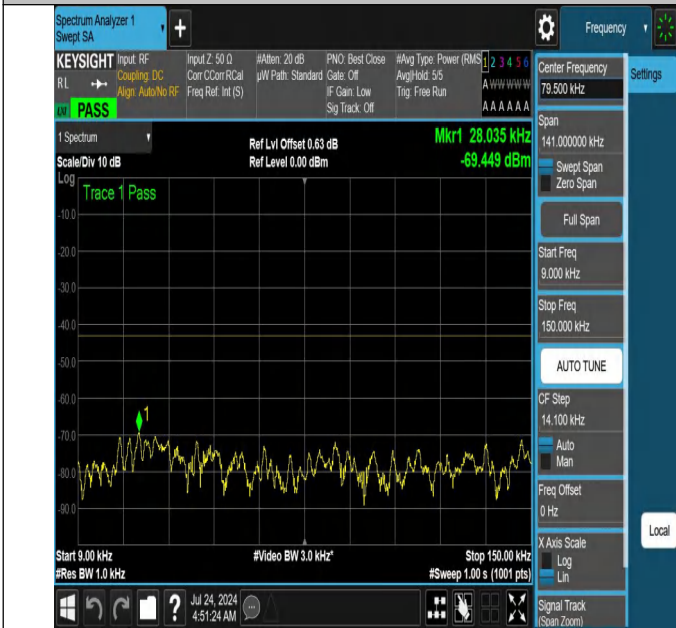 Spectrum Analyzer 1
Swept SA
+
Frequency
KEYSIGHT
RL
PASS
Input: RF
Coupling: DC
Align: Auto/No RF
Input Z: 50 Ω
Corr CCorr RCal
Freq Ref: Int (S)
#Atten: 20 dB
µW Path: Standard
PNO: Best Close
Gate: Off
IF Gain: Low
Sig Track: Off
#Avg Type: Power (RMS
Avg|Hold: 5/5
Trig: Free Run
1 2 3 4 5 6
A W W W W W
A A A A A A
Center Frequency
79.500 kHz
Settings
1 Spectrum
Scale/Div 10 dB
Ref Lvl Offset 0.63 dB
Ref Level 0.00 dBm
Mkr1 28.035 kHz
-69.449 dBm
Log
Trace 1 Pass
-10.0
-20.0
-30.0
-40.0
-50.0
-60.0
-70.0
-80.0
-90.0
1
Start 9.00 kHz
#Res BW 1.0 kHz
#Video BW 3.0 kHz*
Stop 150.00 kHz
#Sweep 1.00 s (1001 pts)
Span
141.000000 kHz
Swept Span
Zero Span
Full Span
Start Freq
9.000 kHz
Stop Freq
150.000 kHz
AUTO TUNE
CF Step
14.100 kHz
Auto
Man
Freq Offset
0 Hz
X Axis Scale
Log
Lin
Signal Track
(Span Zoom)
Local
?
Jul 24, 2024
4:51:24 AM